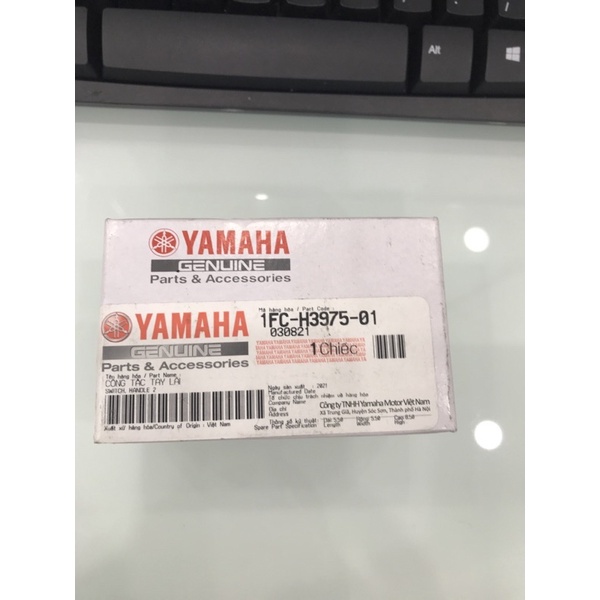 Alt
YAMAHA
GENUINE
Parts & Accessories
YAMAHA
GENUINE
Parts & Accessories
Mã hàng hóa / Part Code
1FC-H3975-01
030821
1 Chiếc
Tên hàng hóa / Part Name :
CÔNG TẮC TAY LÁI
SWITCH, HANDLE 2
Xuất xứ hàng hóa/Country of Origin : Việt Nam
Ngày sản xuất : 2021
Manufactured Date
Tổ chức chịu trách nhiệm về hàng hóa
Company Name
Công ty TNHH Yamaha Motor Việt Nam
Địa chỉ
Address
Xã Trung Giã, Huyện Sóc Sơn, Thành phố Hà Nội
Thông số kỹ thuật:
Spare Part Specification
Length
Width
High